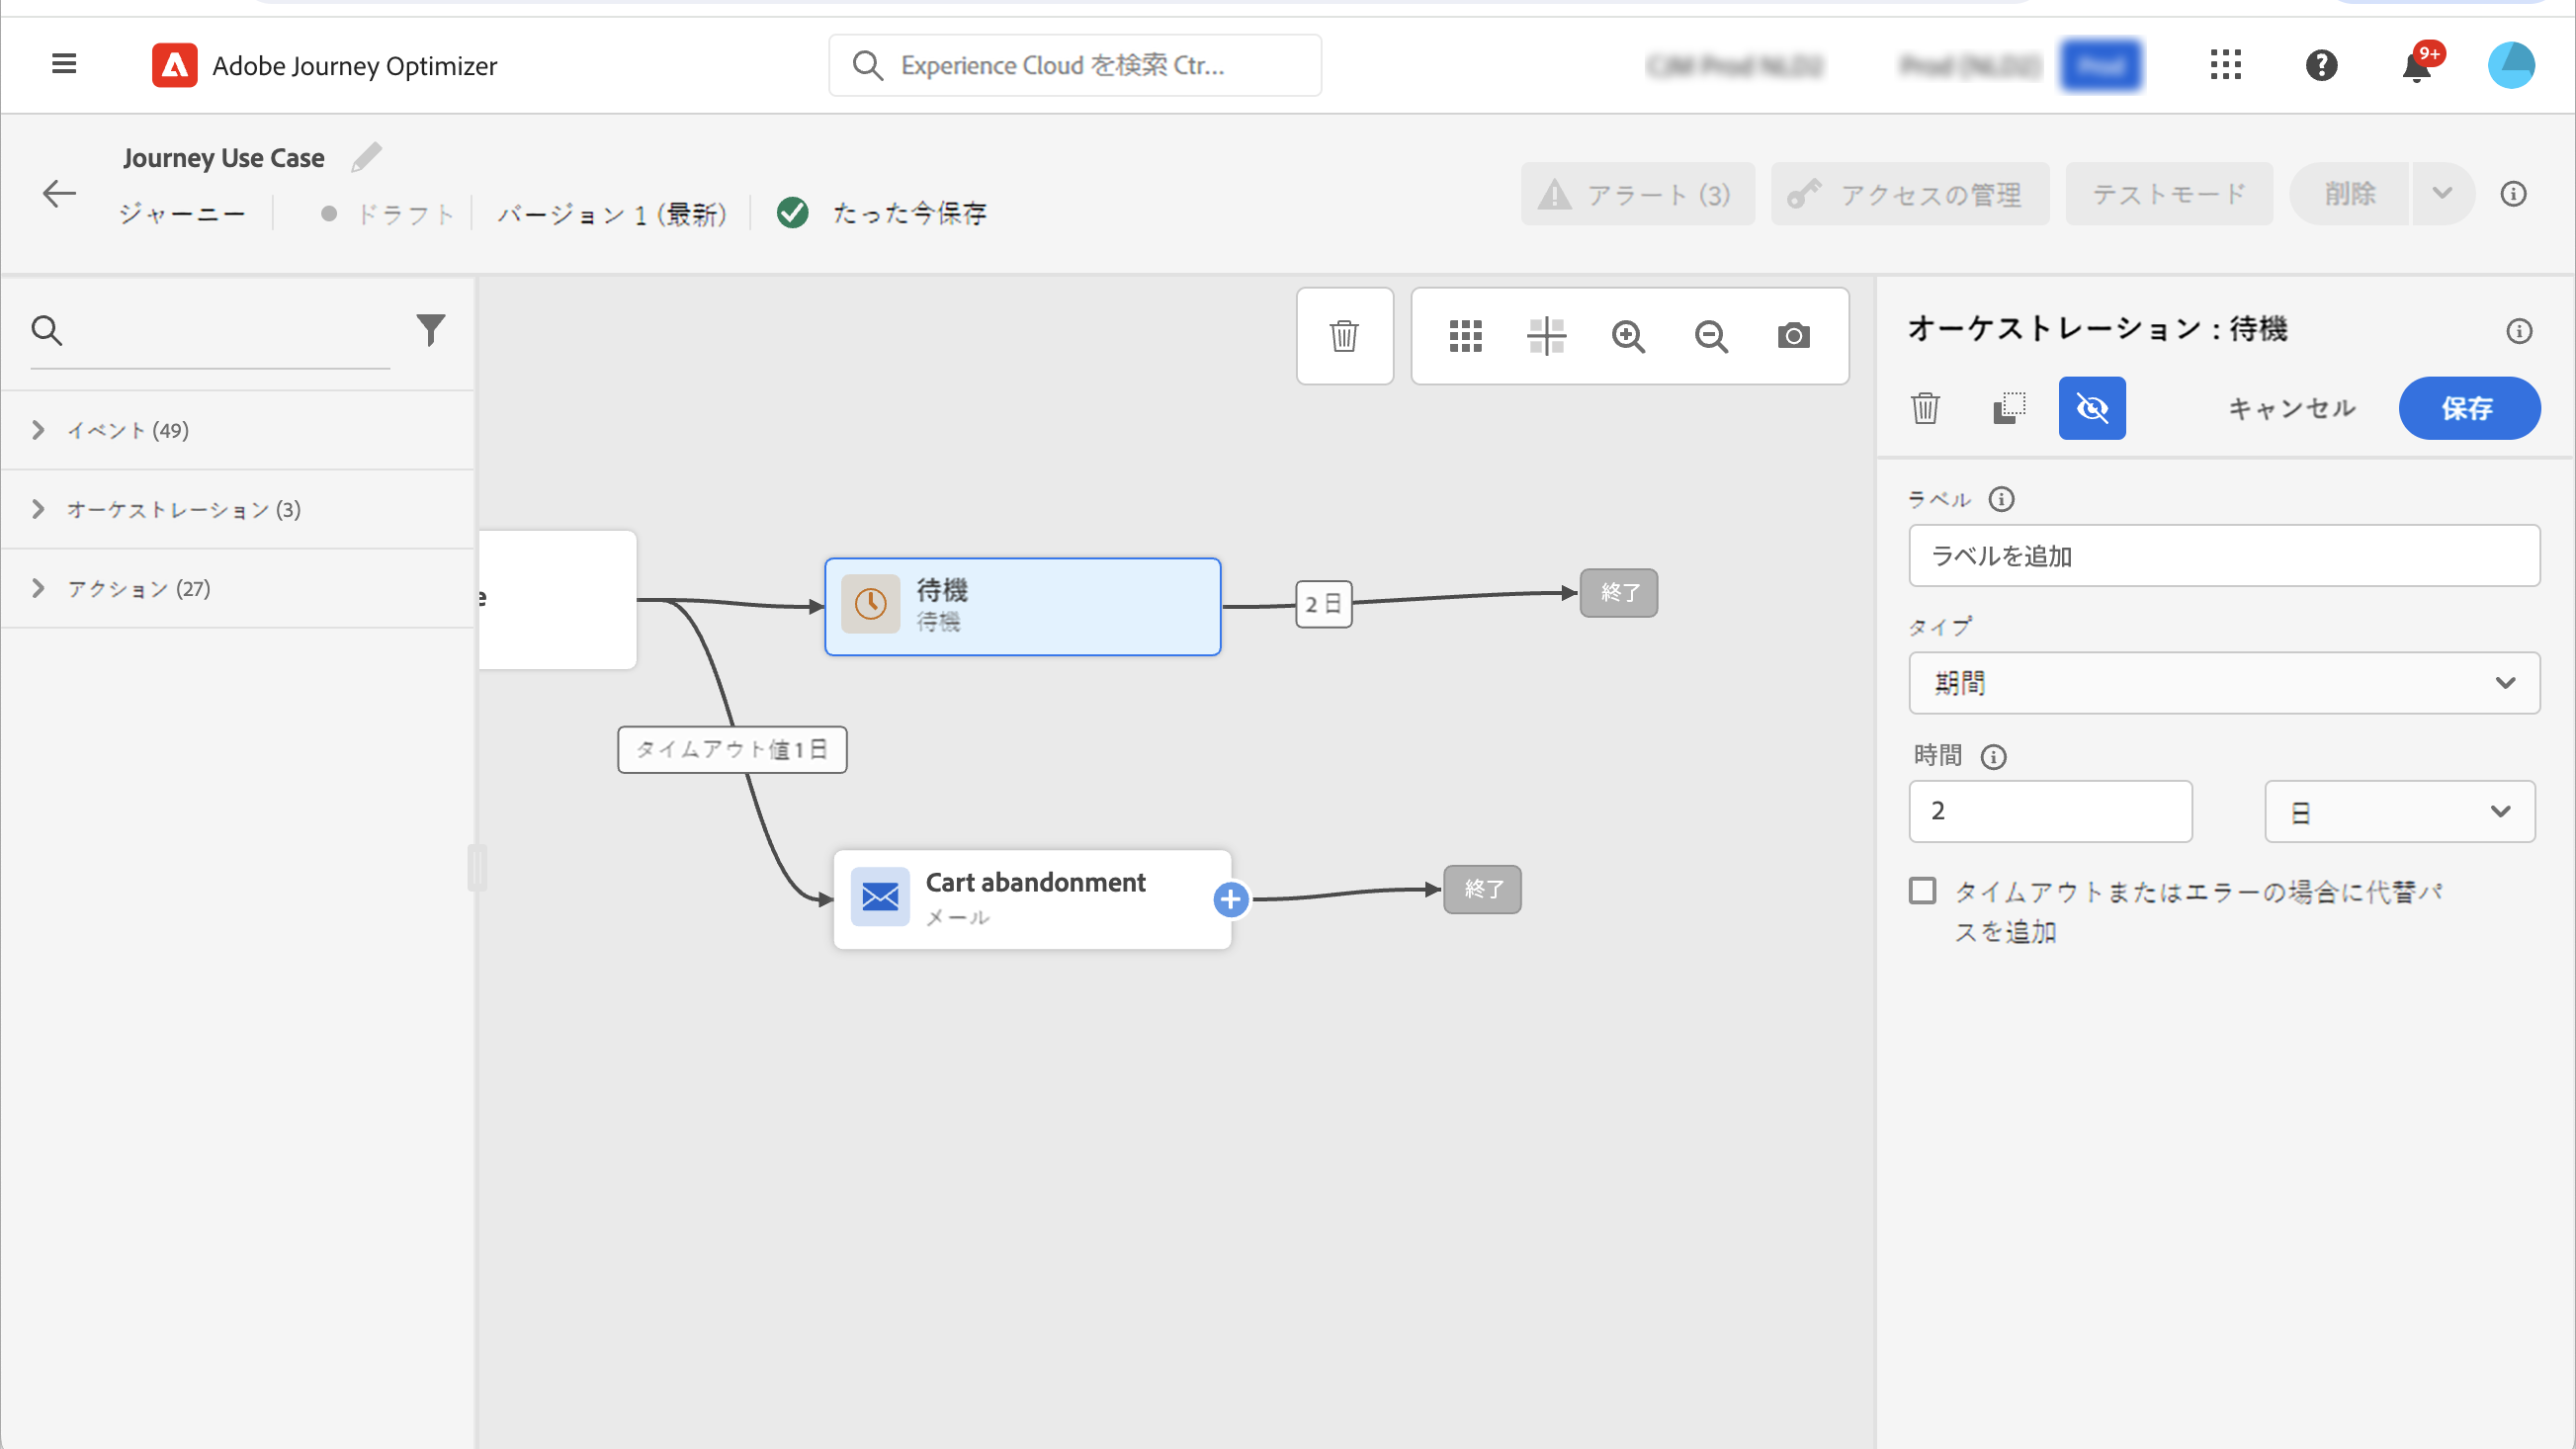 Adobe Journey Optimizer
Experience Cloud を検索 Ctr...
9+
Journey Use Case
ジャーニー
ドラフト
バージョン 1 (最新)
たった今保存
アラート (3)
アクセスの管理
テストモード
削除
イベント (49)
オーケストレーション (3)
アクション (27)
e
待機
待機
2 日
終了
タイムアウト値 1 日
Cart abandonment
メール
終了
オーケストレーション : 待機
キャンセル
保存
ラベル
ラベルを追加
タイプ
期間
時間
2
日
タイムアウトまたはエラーの場合に代替パ
スを追加